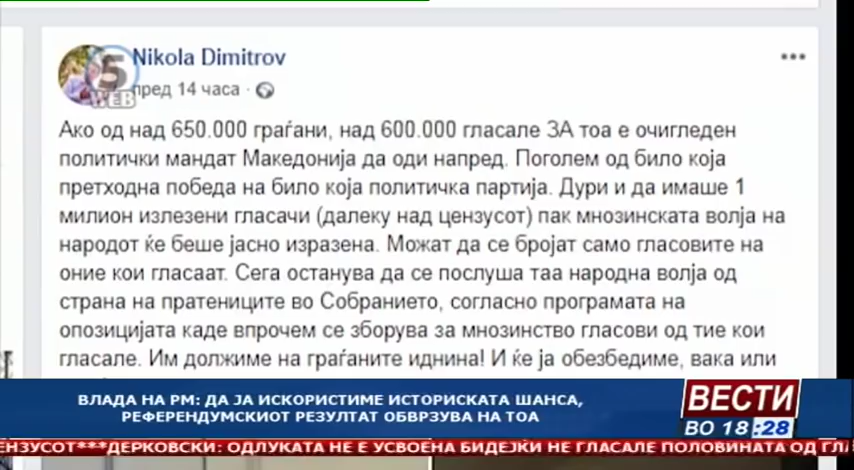 Nikola Dimitrov
пред 14 часа
5
WEB
Ако од над 650.000 граѓани, над 600.000 гласале ЗА тоа е очигледен
политички мандат Македонија да оди напред. Поголем од било која
претходна победа на било која политичка партија. Дури и да имаше 1
милион излезени гласачи (далеку над цензусот) пак мнозинската волја на
народот ќе беше јасно изразена. Можат да се бројат само гласовите на
оние кои гласаат. Сега останува да се послуша таа народна волја од
страна на пратениците во Собранието, согласно програмата на
опозицијата каде впрочем се зборува за мнозинство гласови од тие кои
гласале. Им должиме на граѓаните иднина! И ќе ја обезбедиме, вака или
ВЛАДА НА РМ: ДА ЈА ИСКОРИСТИМЕ ИСТОРИСКАТА ШАНСА,
РЕФЕРЕНДУМСКИОТ РЕЗУЛТАТ ОБВРЗУВА НА ТОА
ВЕСТИ
ВО 18:28
ЕНЗУСОТ***ДЕРКОВСКИ: ОДЛУКАТА НЕ Е УСВОЕНА БИДЕЈЌИ НЕ ГЛАСАЛЕ ПОЛОВИНАТА ОД ГЛ